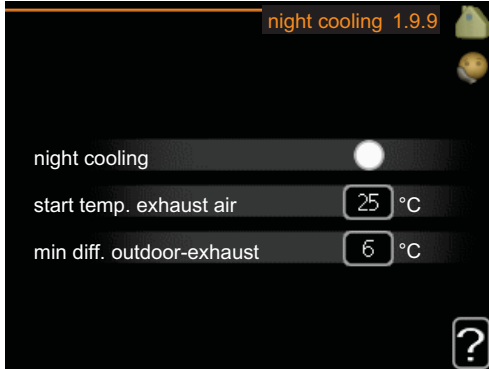 night cooling 1.9.9
night cooling
start temp. exhaust air 25 °C
min diff. outdoor-exhaust 6 °C
?